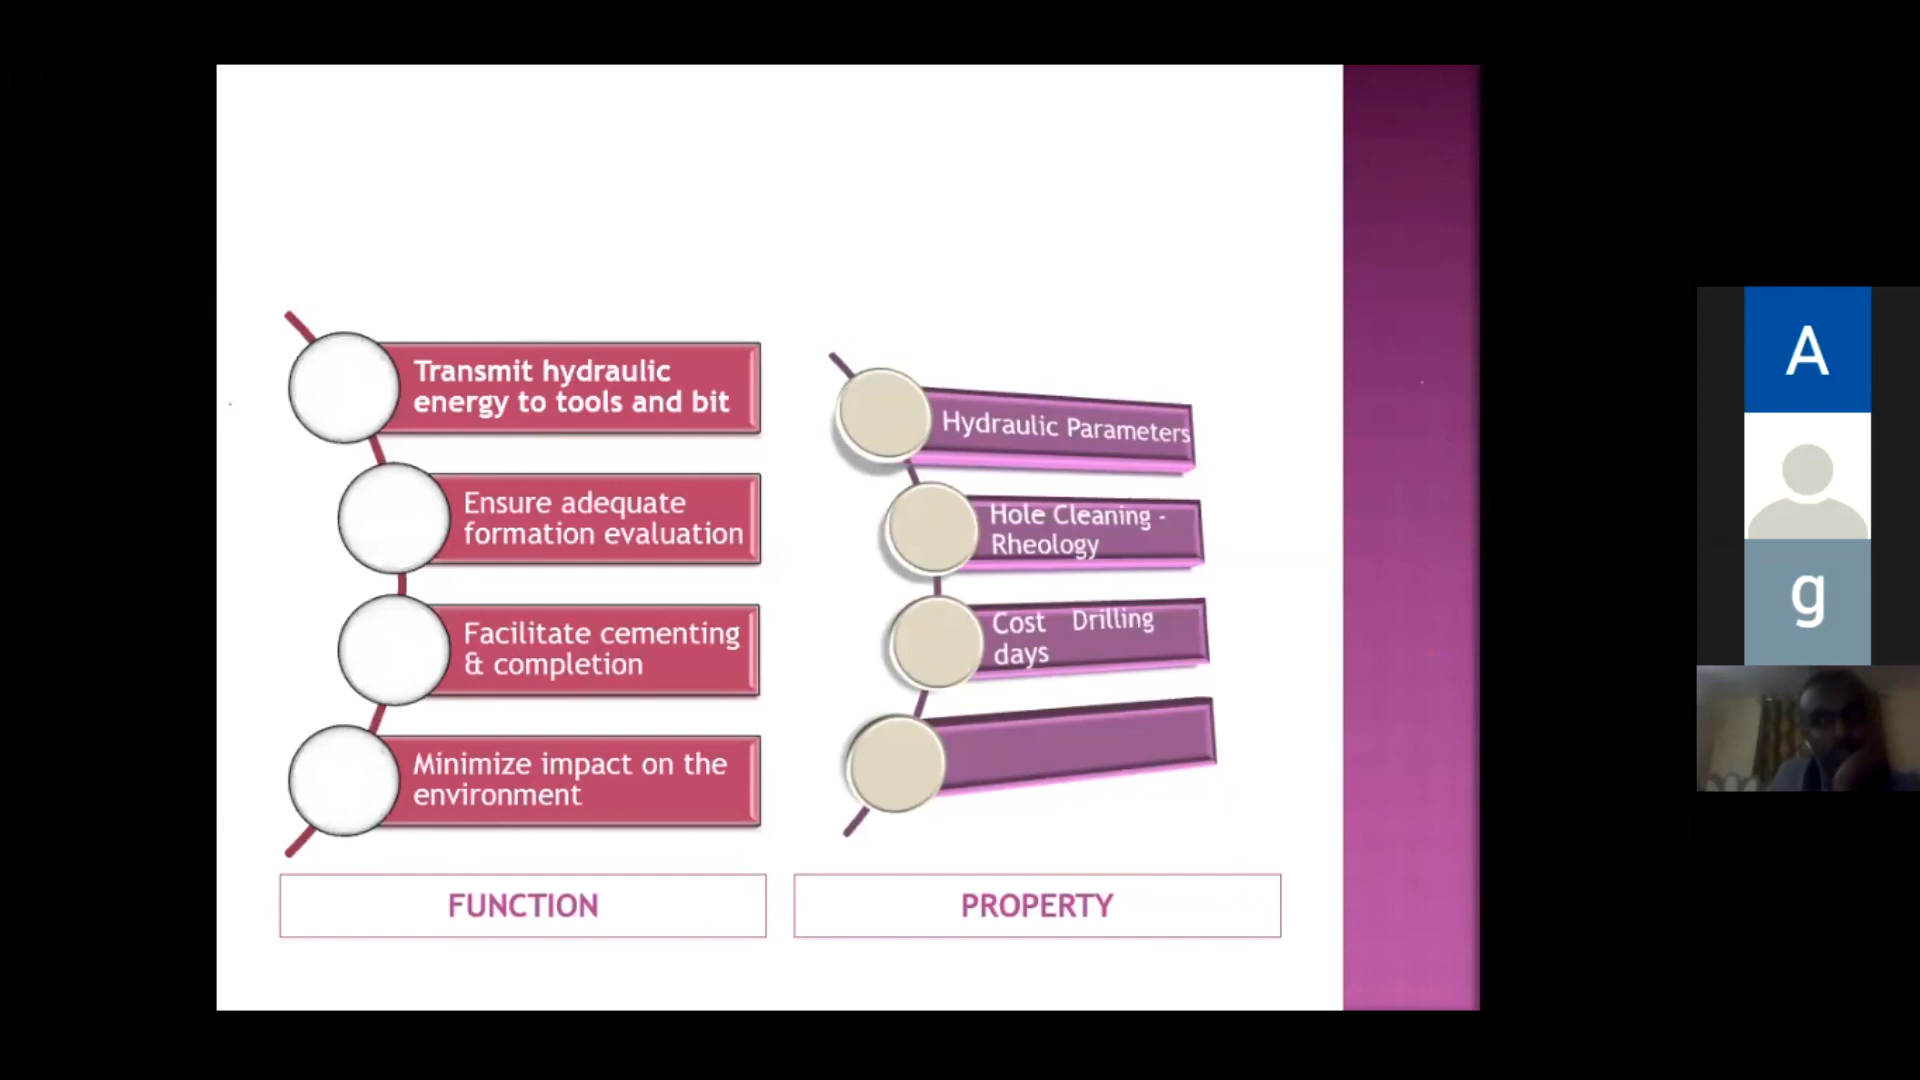 Transmit hydraulic
energy to tools and bit
Ensure adequate
formation evaluation
Facilitate cementing
& completion
Minimize impact on the
environment
FUNCTION
Hydraulic Parameters
Hole Cleaning -
Rheology
Cost Drilling
days
PROPERTY
A
g